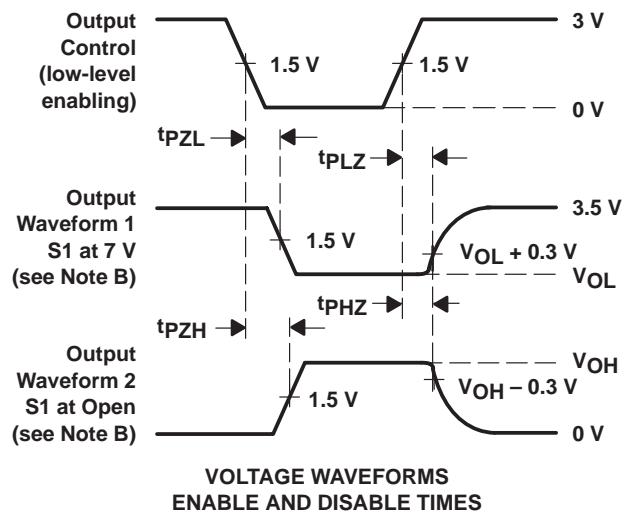 Output
Control
(low-level
enabling)
3 V
1.5 V
1.5 V
0 V
tPZL
tPLZ
Output
Waveform 1
S1 at 7 V
(see Note B)
3.5 V
1.5 V
VOL + 0.3 V
VOL
tPHZ
tPZH
Output
Waveform 2
S1 at Open
(see Note B)
VOH
VOH – 0.3 V
1.5 V
0 V
VOLTAGE WAVEFORMS
ENABLE AND DISABLE TIMES